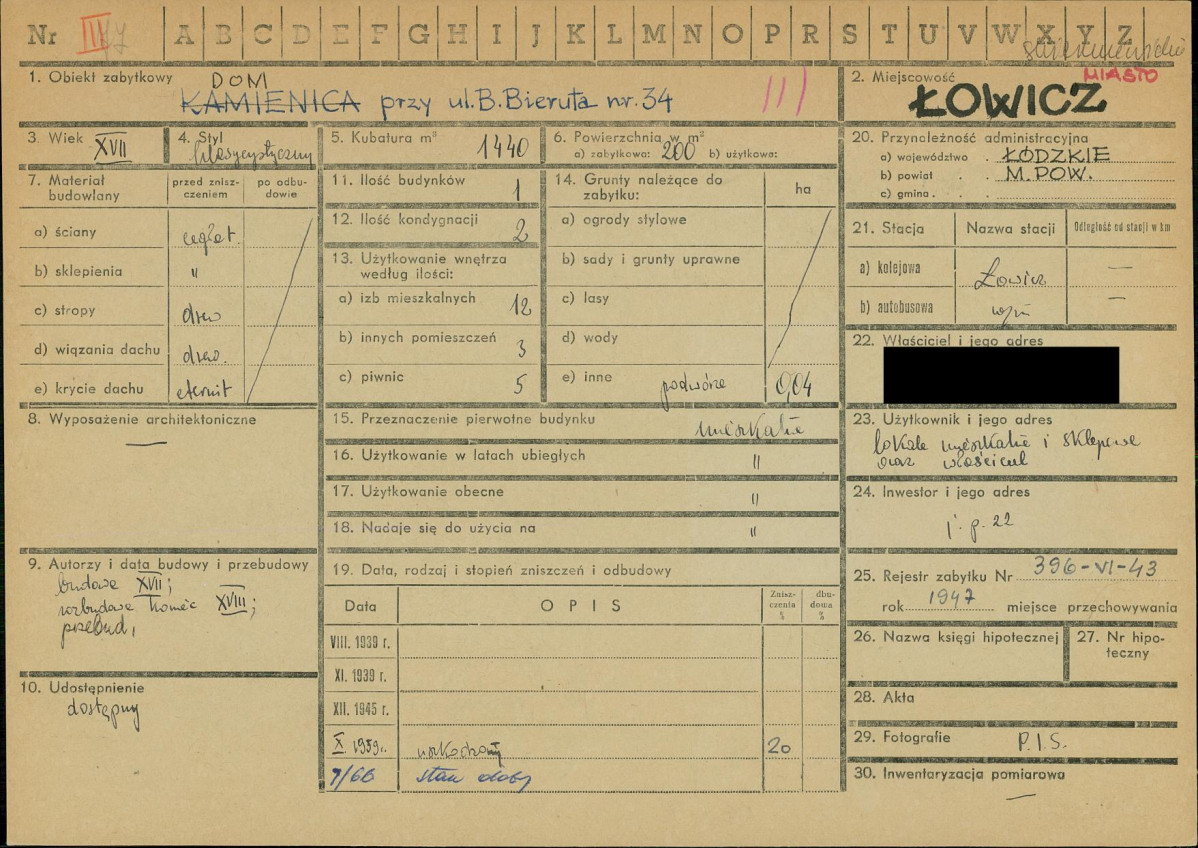 Nr III A B C D E F G H I J K L M N O P R S T U V W X Y Z
1. Obiekt zabytkowy DOM
KAMIENICA przy ul. B. Bieruta nr. 34 III
2. Miejscowość MIASTO
ŁOWICZ
3. Wiek XVII
4. Styl klasycystyczny
5. Kubatura m³ 1440
6. Powierzchnia w m²
a) zabytkowa: 200 b) użytkowa:
7. Materiał budowlany
przed zniszczeniem
po odbudowie
a) ściany cegła t.
b) sklepienia "
c) stropy drew
d) wiązania dachu drew.
e) krycie dachu eternit
8. Wyposażenie architektoniczne —
9. Autorzy i data budowy i przebudowy
budowa XVII;
rozbudowa koniec XVIII;
przebud,
10. Udostępnienie
dostępny
11. Ilość budynków 1
12. Ilość kondygnacji 2
13. Użytkowanie wnętrza
według ilości:
a) izb mieszkalnych 12
b) innych pomieszczeń 3
c) piwnic 5
14. Grunty należące do
zabytku:
ha
a) ogrody stylowe
b) sady i grunty uprawne
c) lasy
d) wody
e) inne podwórze 0,04
15. Przeznaczenie pierwotne budynku mieszkalne
16. Użytkowanie w latach ubiegłych "
17. Użytkowanie obecne "
18. Nadaje się do użycia na "
19. Data, rodzaj i stopień zniszczeń i odbudowy
Data OPIS Zniszczenia % dbudowa %
VIII. 1939 r.
XI. 1939 r.
XII. 1945 r.
X 1959 r. uszkodzony 20
7/66 stan dobry
20. Przynależność administracyjna
a) województwo . ŁÓDZKIE
b) powiat . . M. POW.
c) gmina . .
21. Stacja Nazwa stacji Odległość od stacji w km
a) kolejowa Łowicz —
b) autobusowa —
22. Właściciel i jego adres
23. Użytkownik i jego adres
lokale mieszkalne i sklepowe
oraz właściciel
24. Inwestor i jego adres
j. p. 22
25. Rejestr zabytku Nr 396-VI-43
rok 1947 miejsce przechowywania
26. Nazwa księgi hipotecznej
27. Nr hipoteczny
28. Akta
29. Fotografie P.I.S.
30. Inwentaryzacja pomiarowa
—